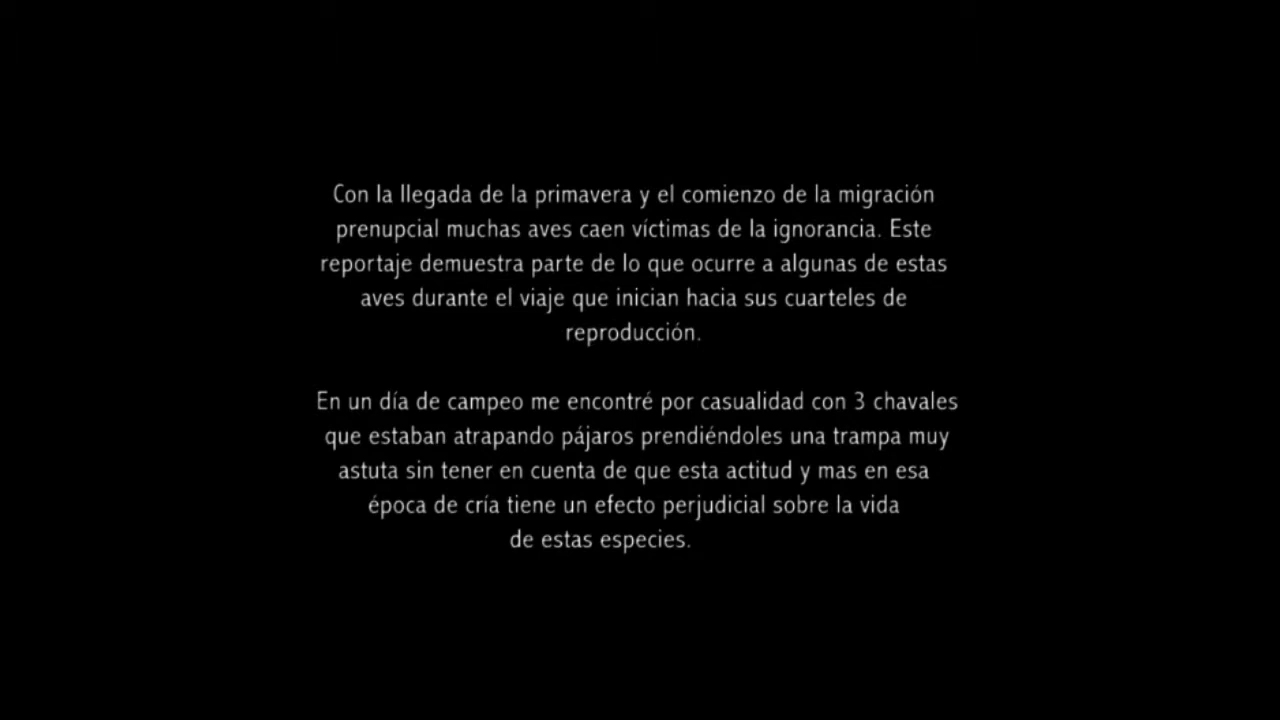 Con la llegada de la primavera y el comienzo de la migración
prenupcial muchas aves caen víctimas de la ignorancia. Este
reportaje demuestra parte de lo que ocurre a algunas de estas
aves durante el viaje que inician hacia sus cuarteles de
reproducción.
En un día de campeo me encontré por casualidad con 3 chavales
que estaban atrapando pájaros prendiéndoles una trampa muy
astuta sin tener en cuenta de que esta actitud y mas en esa
época de cría tiene un efecto perjudicial sobre la vida
de estas especies.